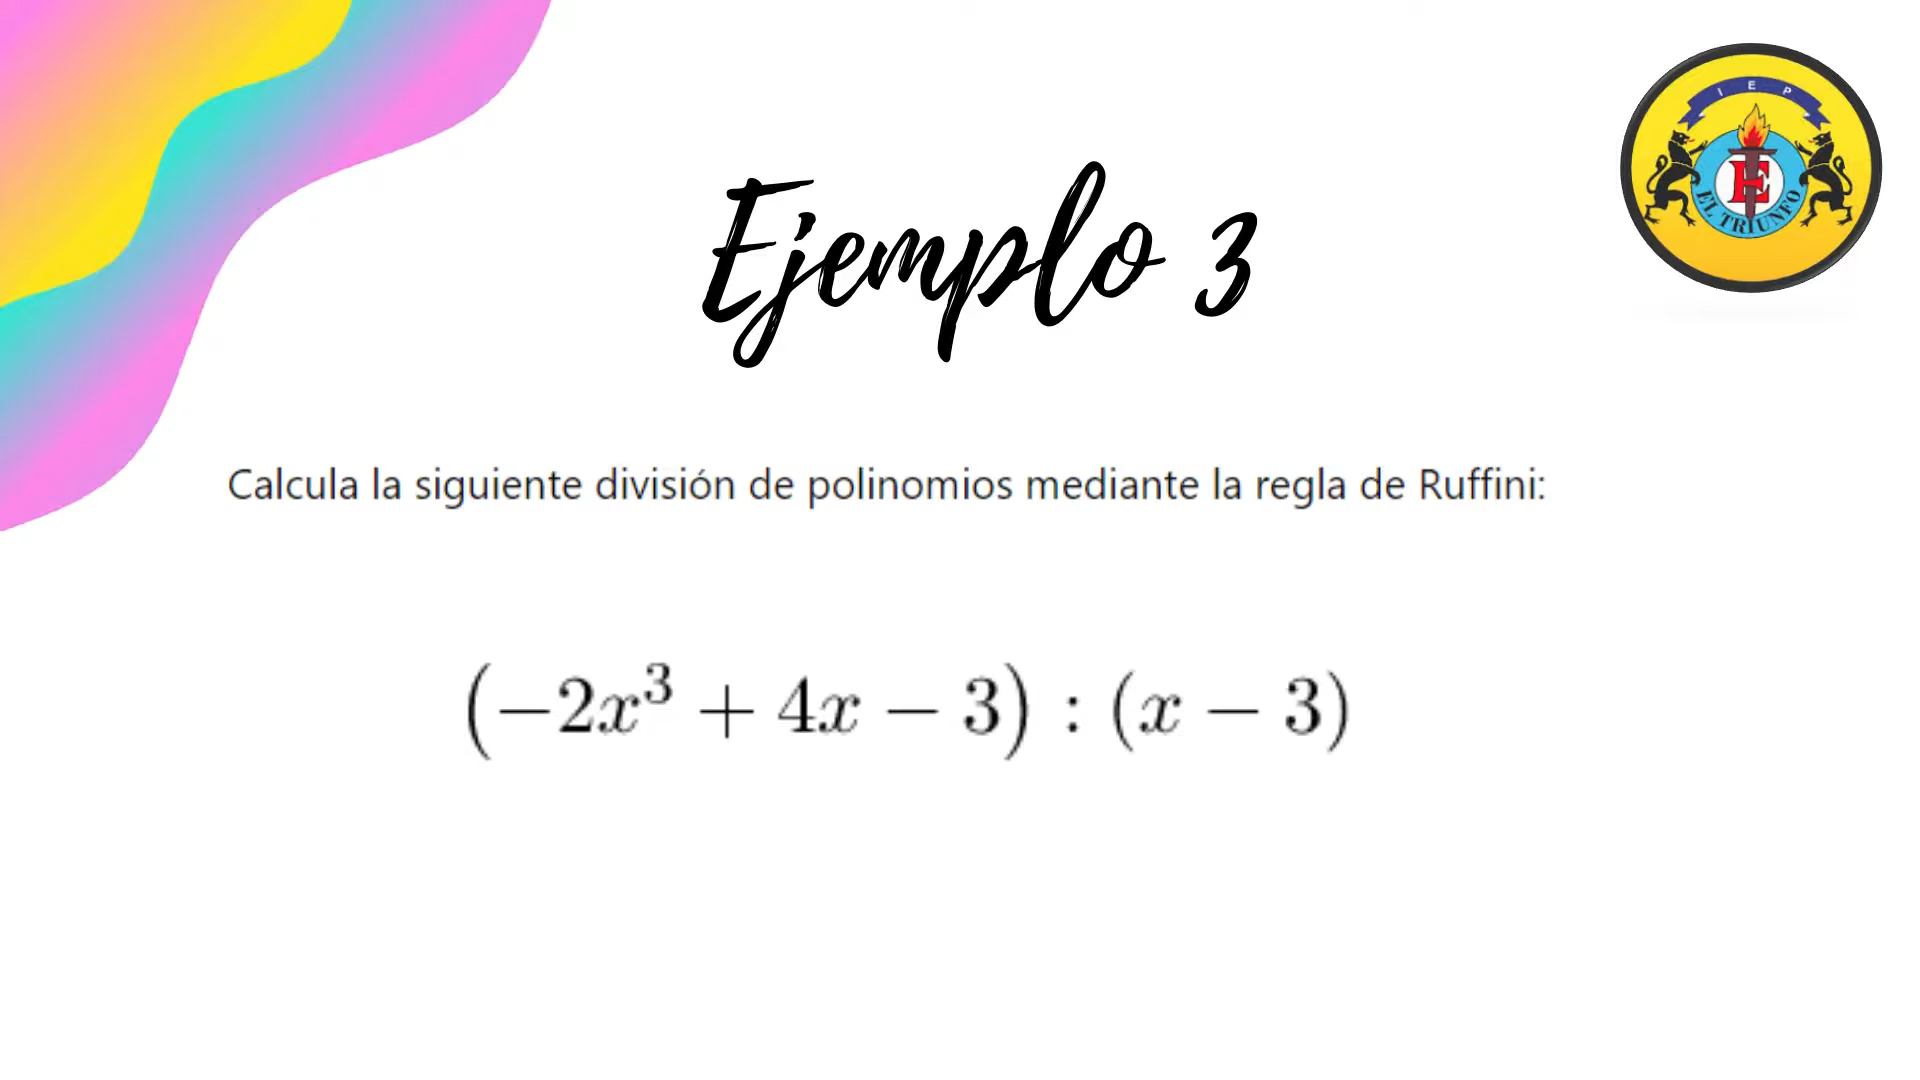 I E P
E
EL TRIUNFO
Ejemplo 3
Calcula la siguiente división de polinomios mediante la regla de Ruffini:
(−2x³ + 4x − 3) : (x − 3)